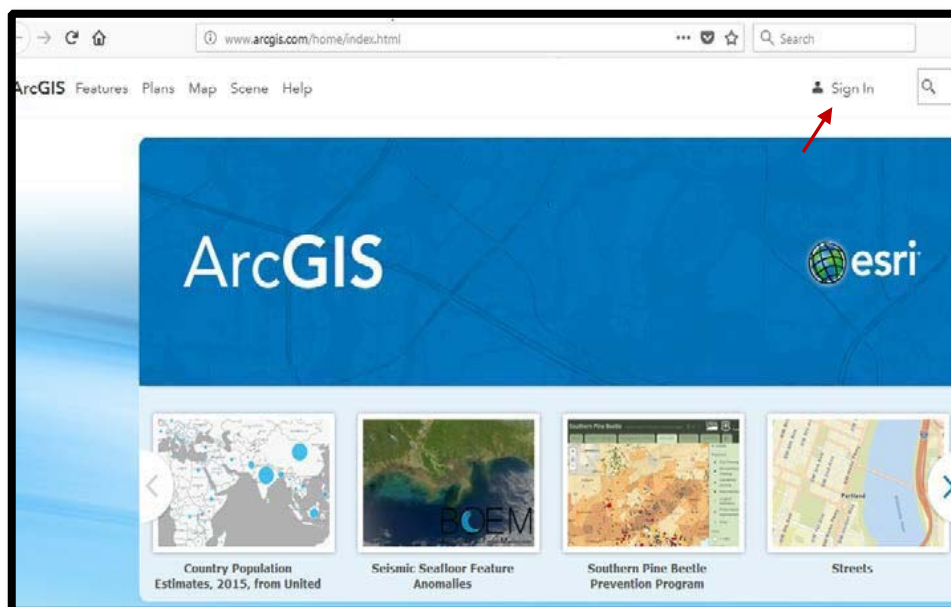 www.arcgis.com/home/index.html
Search
ArcGIS Features Plans Map Scene Help
Sign In
ArcGIS
esri
Southern Pine Beetle
BOEM
Portland
Country Population
Estimates, 2015, from United
Seismic Seafloor Feature
Anomalies
Southern Pine Beetle
Prevention Program
Streets